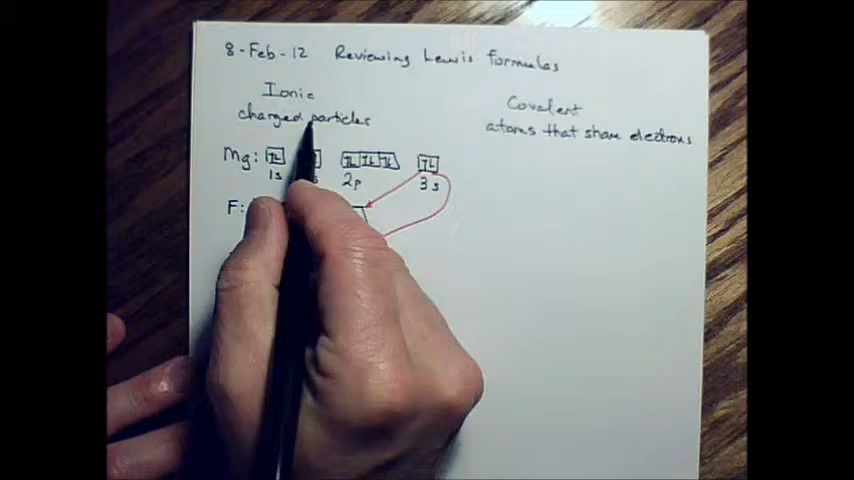 8-Feb-12 Reviewing Lewis Formulas
Ionic
charged particles
Covalent
atoms that share electrons
Mg:
1s 2p 3s
F: